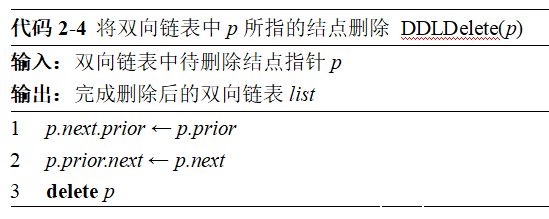 代码 2-4 将双向链表中 p 所指的结点删除 DDLDelete(p)
输入：双向链表中待删除结点指针 p
输出：完成删除后的双向链表 list
1 p.next.prior ← p.prior
2 p.prior.next ← p.next
3 delete p